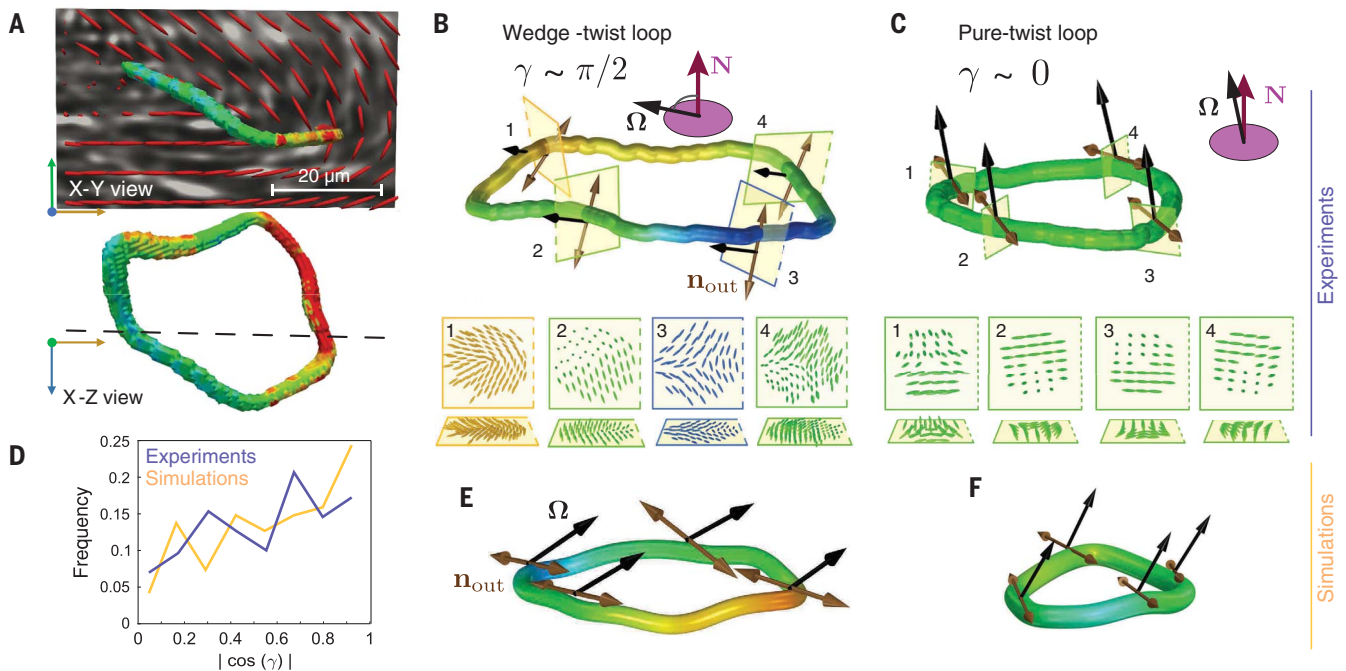 A
X-Y view
20 µm
X-Z view
B
Wedge -twist loop
γ ~ π/2
N
Ω
1
4
2
3
n_out
1
2
3
4
C
Pure-twist loop
γ ~ 0
Ω
N
1
4
2
3
1
2
3
4
Experiments
D
Experiments
Simulations
Frequency
0.25
0.2
0.15
0.1
0.05
0
0
0.2
0.4
0.6
0.8
1
| cos (γ) |
E
Ω
n_out
F
Simulations